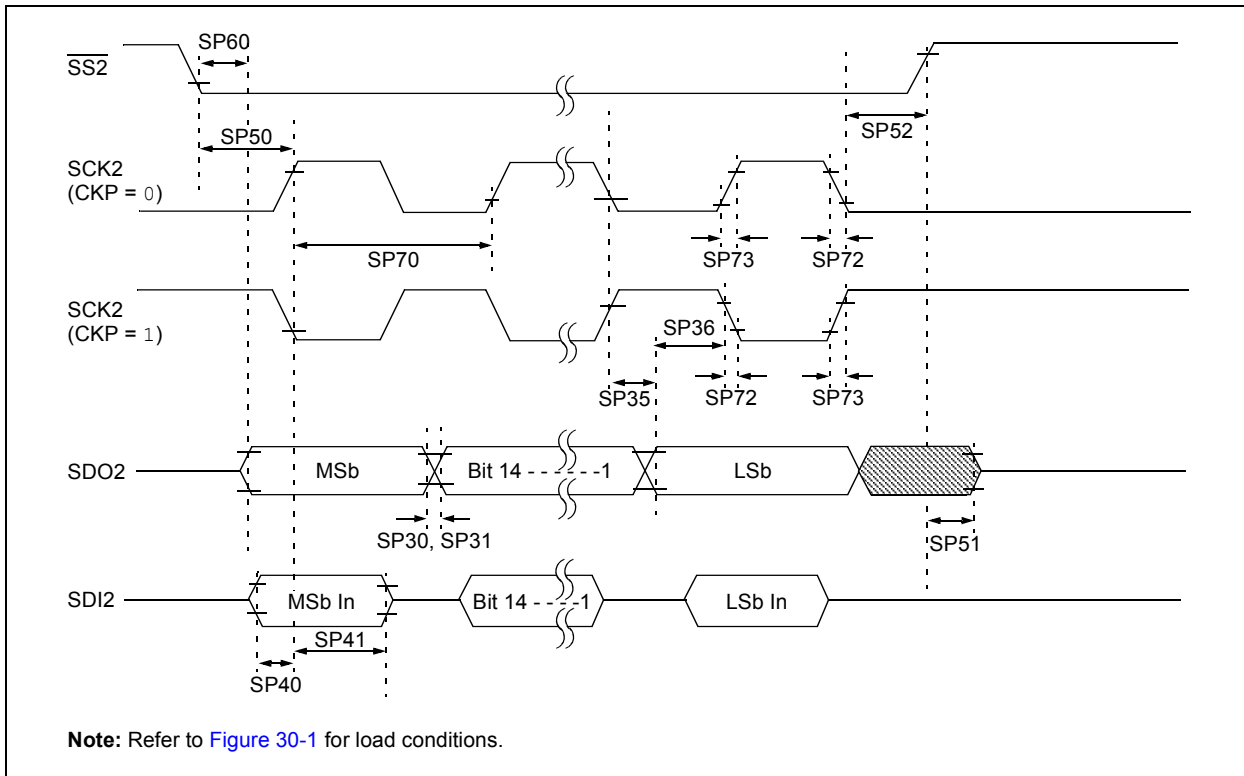 SP60
SS2
SP50
SP52
SCK2
(CKP = 0)
SP70
SP73
SP72
SCK2
(CKP = 1)
SP36
SP35
SP72
SP73
SDO2
MSb
Bit 14 - - - - - -1
LSb
SP30, SP31
SP51
SDI2
MSb In
Bit 14 - - - -1
LSb In
SP41
SP40
Note: Refer to Figure 30-1 for load conditions.